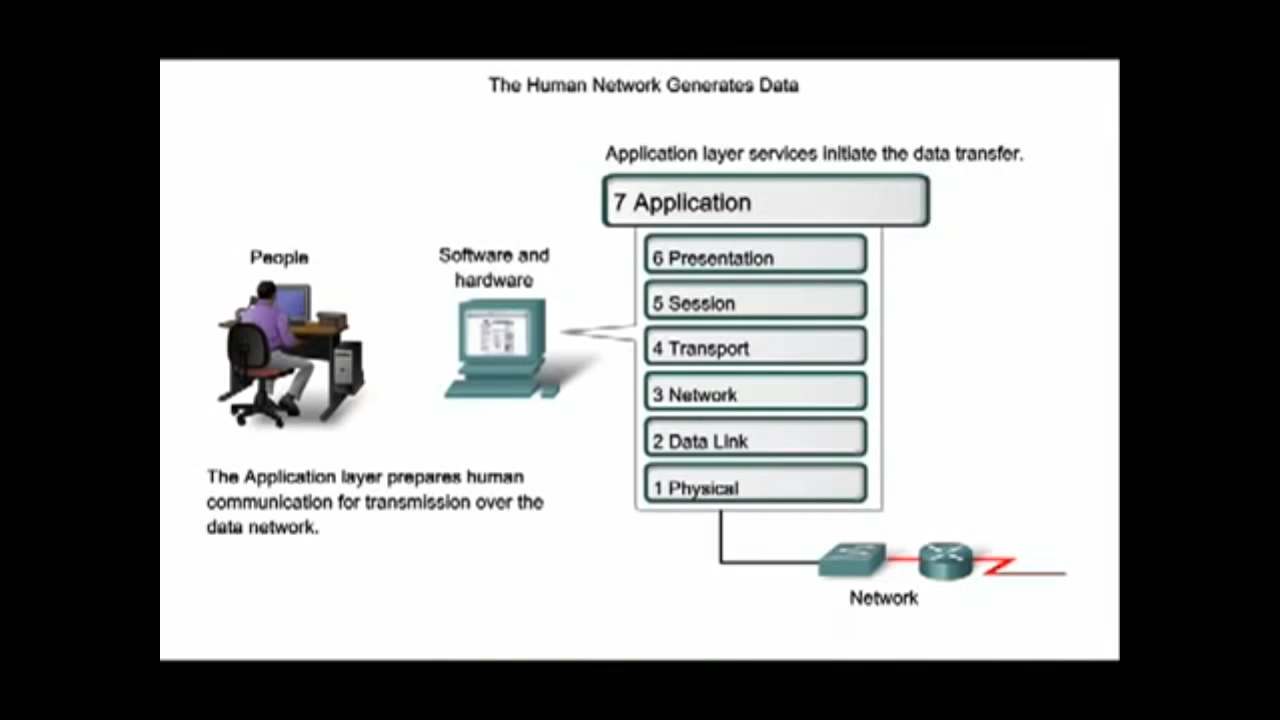 The Human Network Generates Data
Application layer services initiate the data transfer.
7 Application
6 Presentation
5 Session
4 Transport
3 Network
2 Data Link
1 Physical
People
Software and
hardware
The Application layer prepares human
communication for transmission over the
data network.
Network